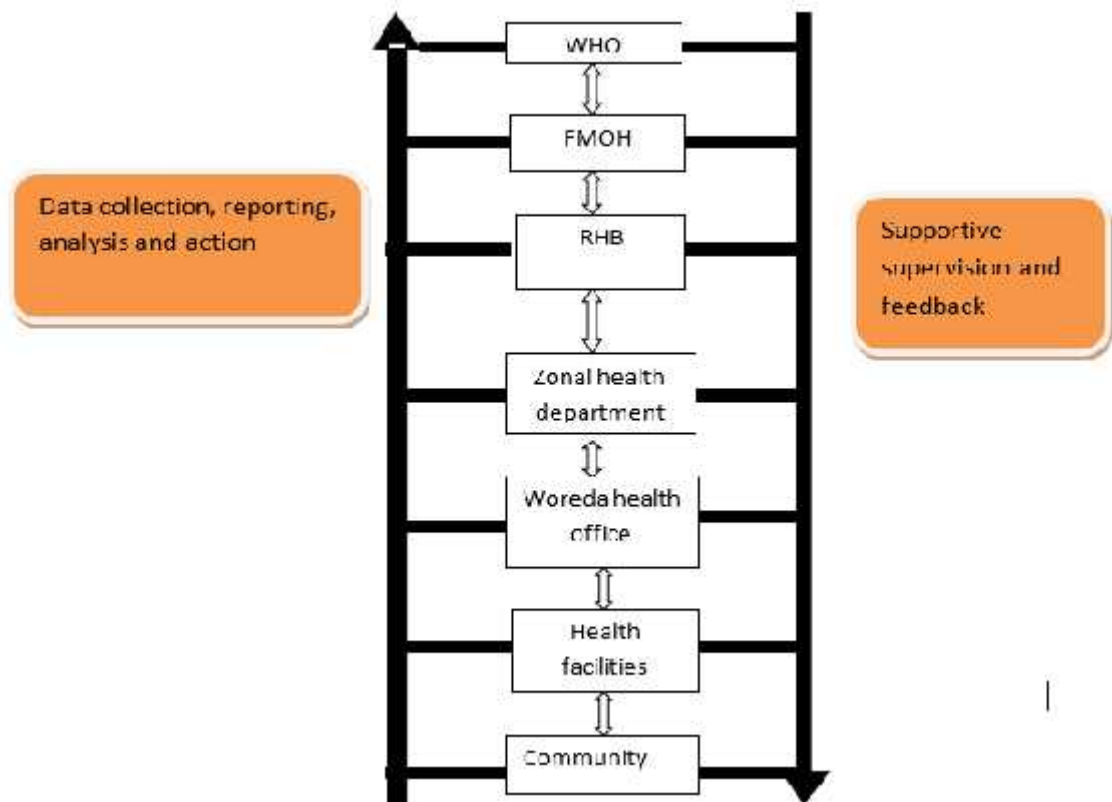 WHO
FMOH
Data collection, reporting,
analysis and action
RHB
Supportive
supervision and
feedback
Zonal health
department
Woreda health
office
Health
facilities
Community